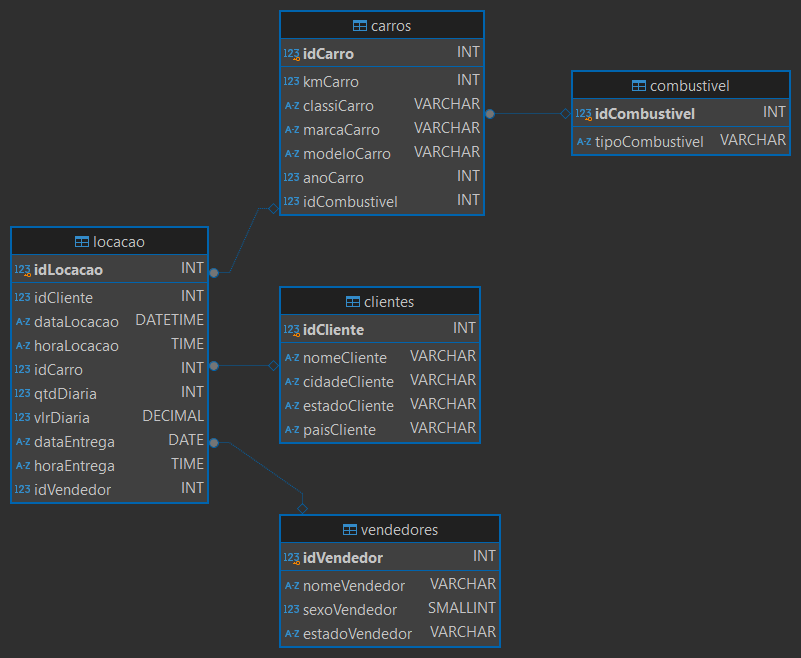 carros
123 idCarro INT
123 kmCarro INT
A-Z classiCarro VARCHAR
A-Z marcaCarro VARCHAR
A-Z modeloCarro VARCHAR
123 anoCarro INT
123 idCombustivel INT
combustivel
123 idCombustivel INT
A-Z tipoCombustivel VARCHAR
locacao
123 idLocacao INT
123 idCliente INT
A-Z dataLocacao DATETIME
A-Z horaLocacao TIME
123 idCarro INT
123 qtdDiaria INT
123 vlrDiaria DECIMAL
A-Z dataEntrega DATE
A-Z horaEntrega TIME
123 idVendedor INT
clientes
123 idCliente INT
A-Z nomeCliente VARCHAR
A-Z cidadeCliente VARCHAR
A-Z estadoCliente VARCHAR
A-Z paisCliente VARCHAR
vendedores
123 idVendedor INT
A-Z nomeVendedor VARCHAR
123 sexoVendedor SMALLINT
A-Z estadoVendedor VARCHAR